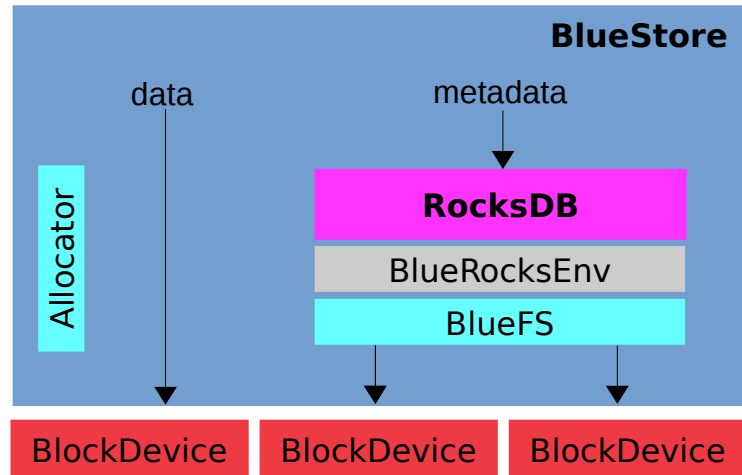 BlueStore
data
metadata
Allocator
RocksDB
BlueRocksEnv
BlueFS
BlockDevice
BlockDevice
BlockDevice